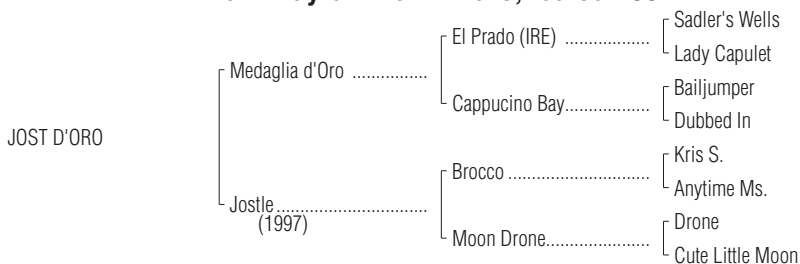 Sadler's Wells
El Prado (IRE) ..................
Lady Capulet
Medaglia d'Oro ................
Bailjumper
Cappucino Bay..................
Dubbed In
JOST D'ORO
Kris S.
Brocco ..............................
Anytime Ms.
Jostle................................
(1997)
Drone
Moon Drone......................
Cute Little Moon